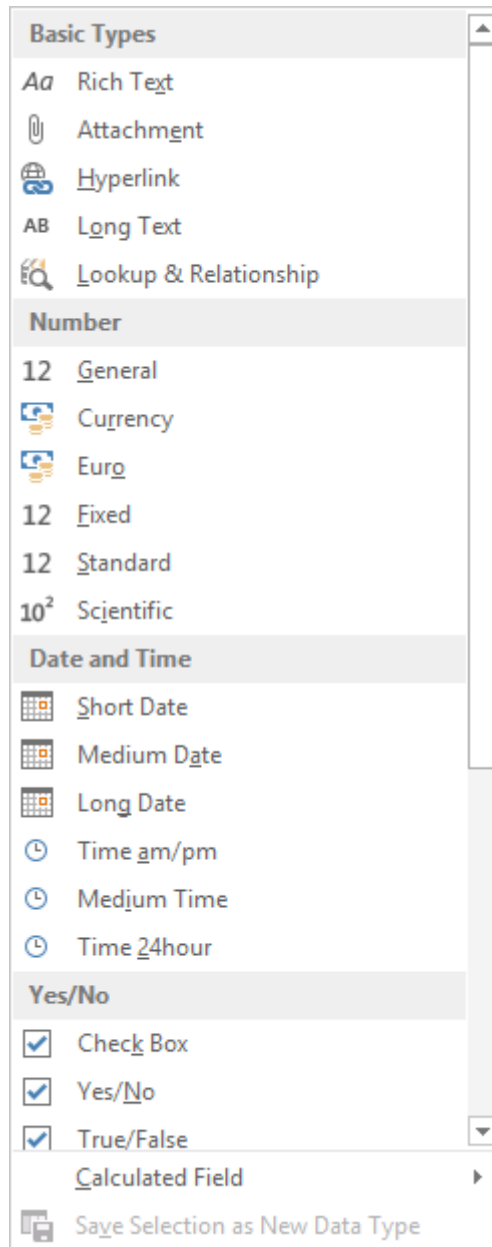 Basic Types
Aa Rich Text
Attachment
Hyperlink
AB Long Text
Lookup & Relationship
Number
12 General
Currency
Euro
12 Fixed
12 Standard
10² Scientific
Date and Time
Short Date
Medium Date
Long Date
Time am/pm
Medium Time
Time 24hour
Yes/No
Check Box
Yes/No
True/False
Calculated Field
Save Selection as New Data Type